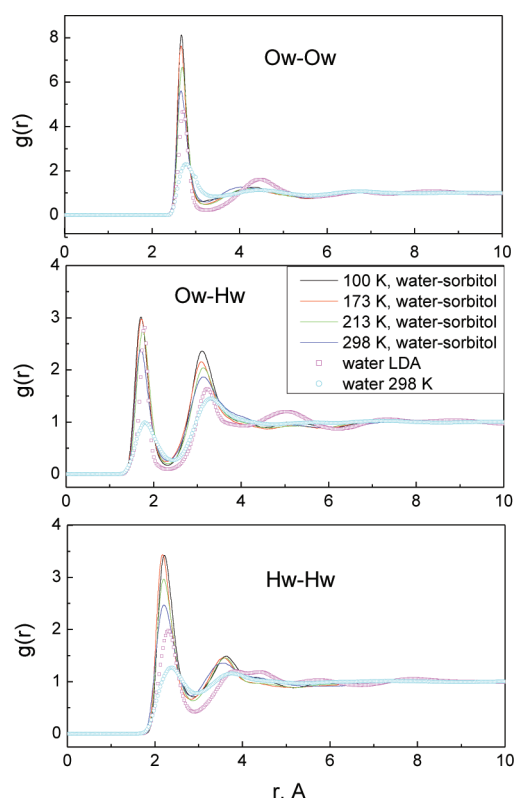 Ow-Ow
g(r)
8
6
4
2
0
0 2 4 6 8 10
Ow-Hw
g(r)
4
3
2
1
0
100 K, water-sorbitol
173 K, water-sorbitol
213 K, water-sorbitol
298 K, water-sorbitol
water LDA
water 298 K
0 2 4 6 8 10
Hw-Hw
g(r)
4
3
2
1
0
0 2 4 6 8 10
r, A